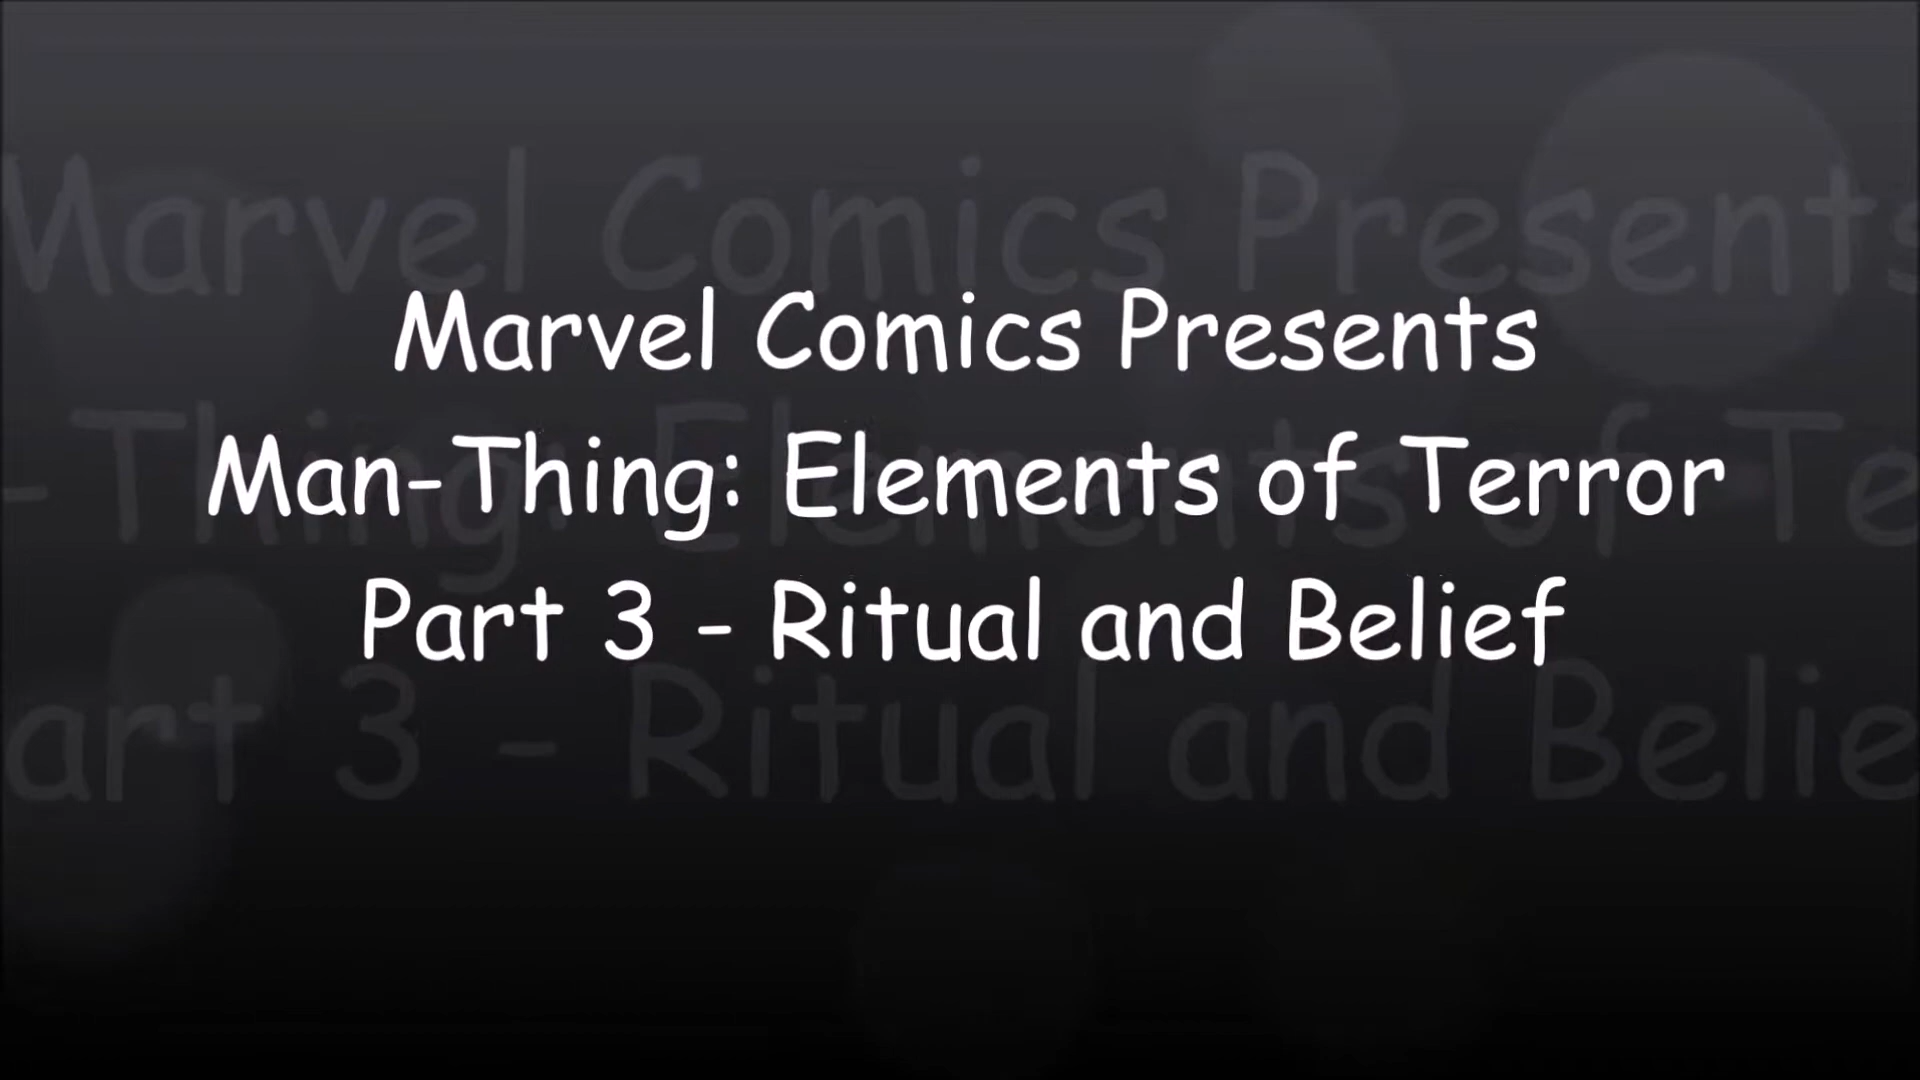 Marvel Comics Presents
Man-Thing: Elements of Terror
Part 3 - Ritual and Belief